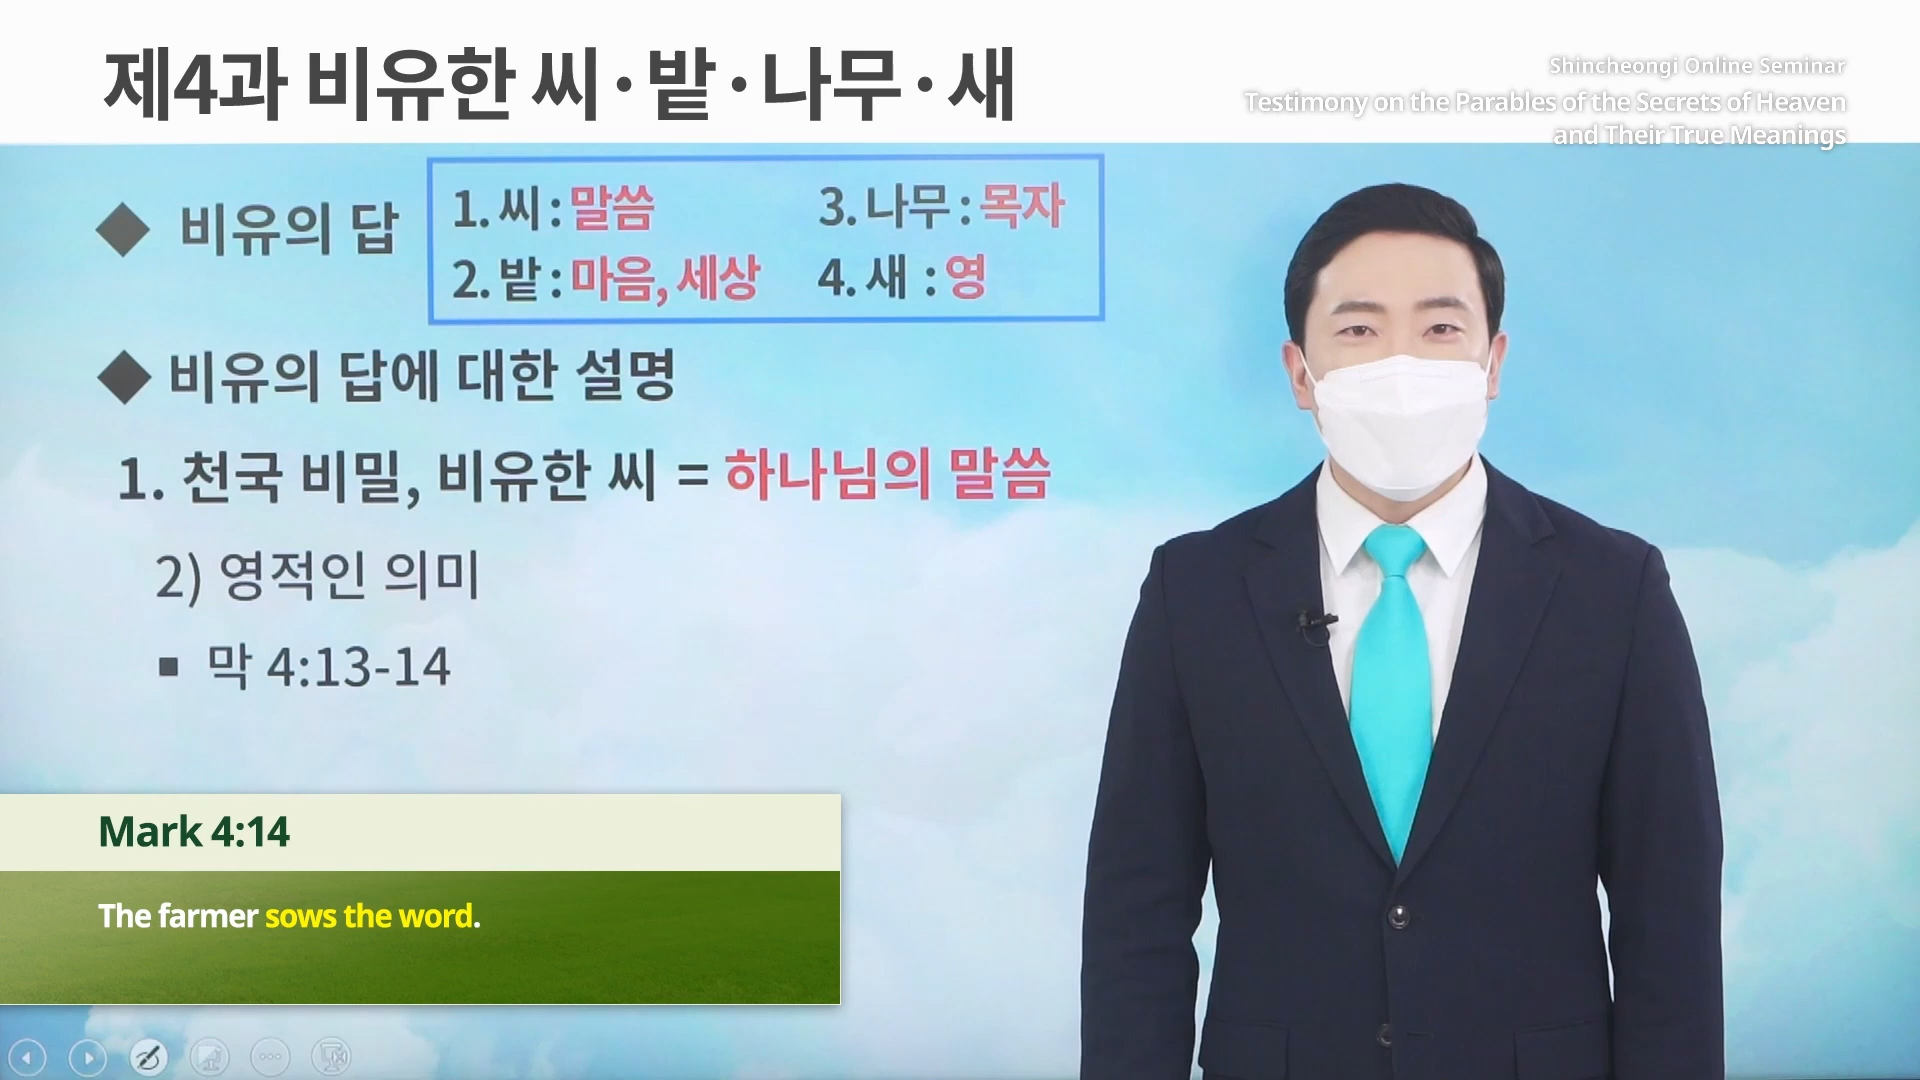 제4과 비유한 씨·밭·나무·새
Shincheongi Online Seminar
Testimony on the Parables of the Secrets of Heaven
and Their True Meanings
◆ 비유의 답
1. 씨 : 말씀
3. 나무 : 목자
2. 밭 : 마음, 세상
4. 새 : 영
◆ 비유의 답에 대한 설명
1. 천국 비밀, 비유한 씨 = 하나님의 말씀
2) 영적인 의미
▪ 막 4:13-14
Mark 4:14
The farmer sows the word.